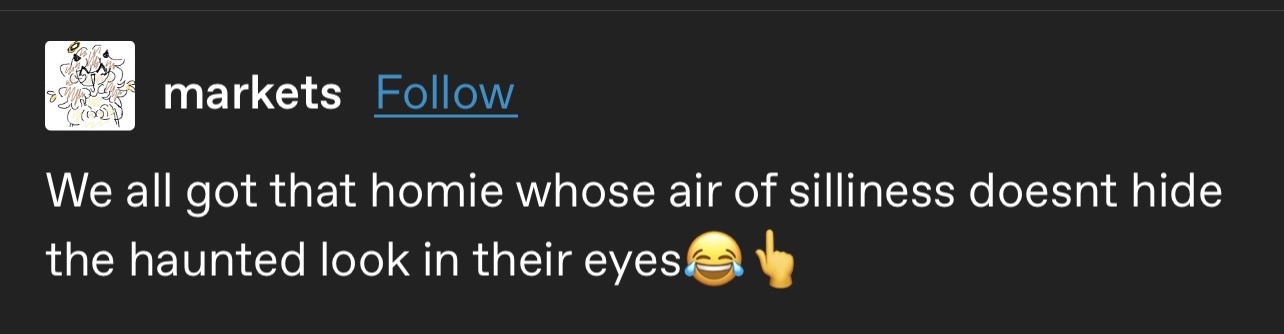 markets Follow
We all got that homie whose air of silliness doesnt hide
the haunted look in their eyes😂👆